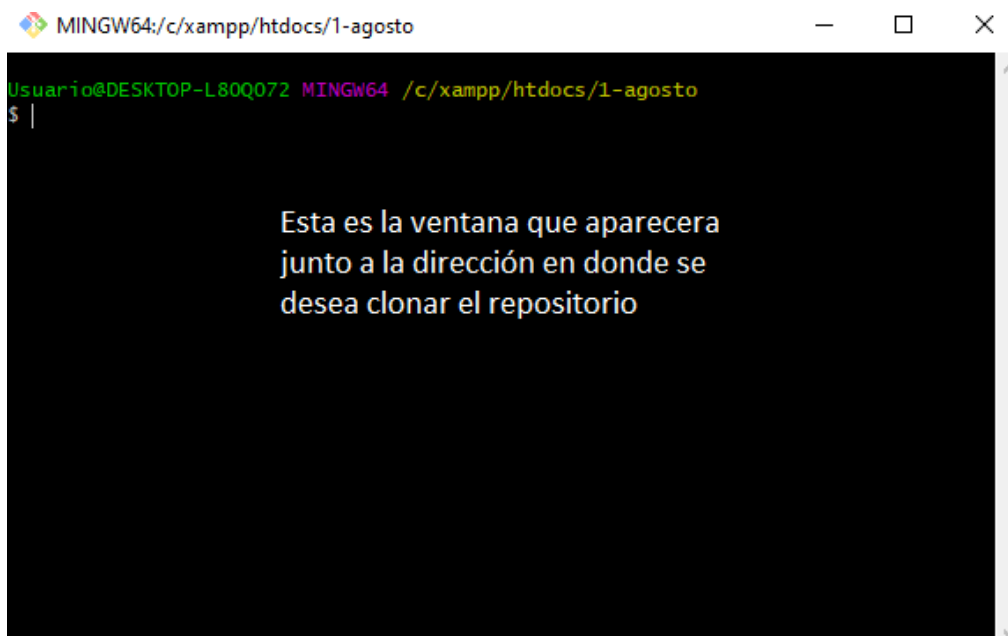 MINGW64:/c/xampp/htdocs/1-agosto
Usuario@DESKTOP-L80QO72 MINGW64 /c/xampp/htdocs/1-agosto
$
Esta es la ventana que aparecera
junto a la dirección en donde se
desea clonar el repositorio